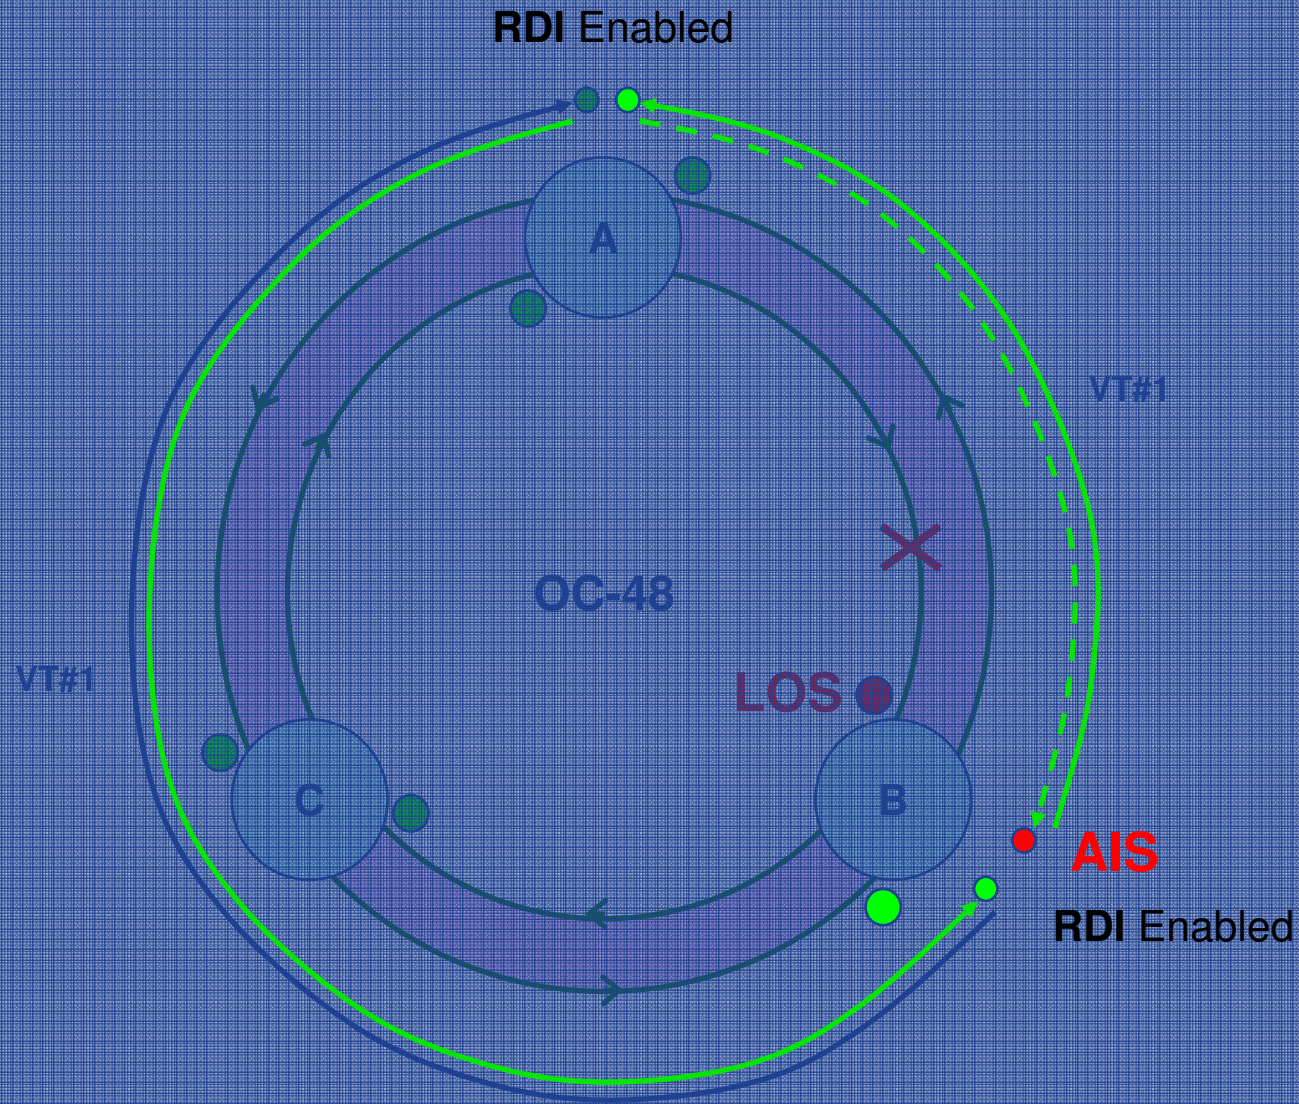 RDI Enabled
A
VT#1
OC-48
VT#1
LOS
C
B
AIS
RDI Enabled